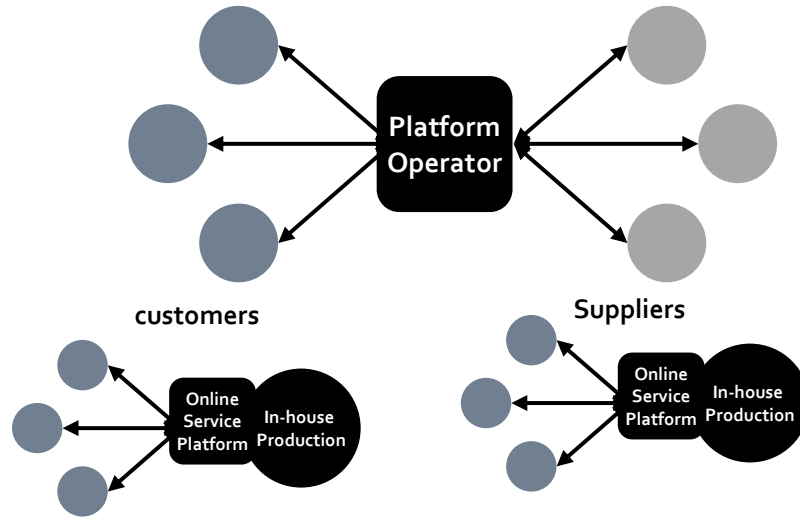 Platform
Operator
customers
Suppliers
Online
Service
Platform
In-house
Production
Online
Service
Platform
In-house
Production